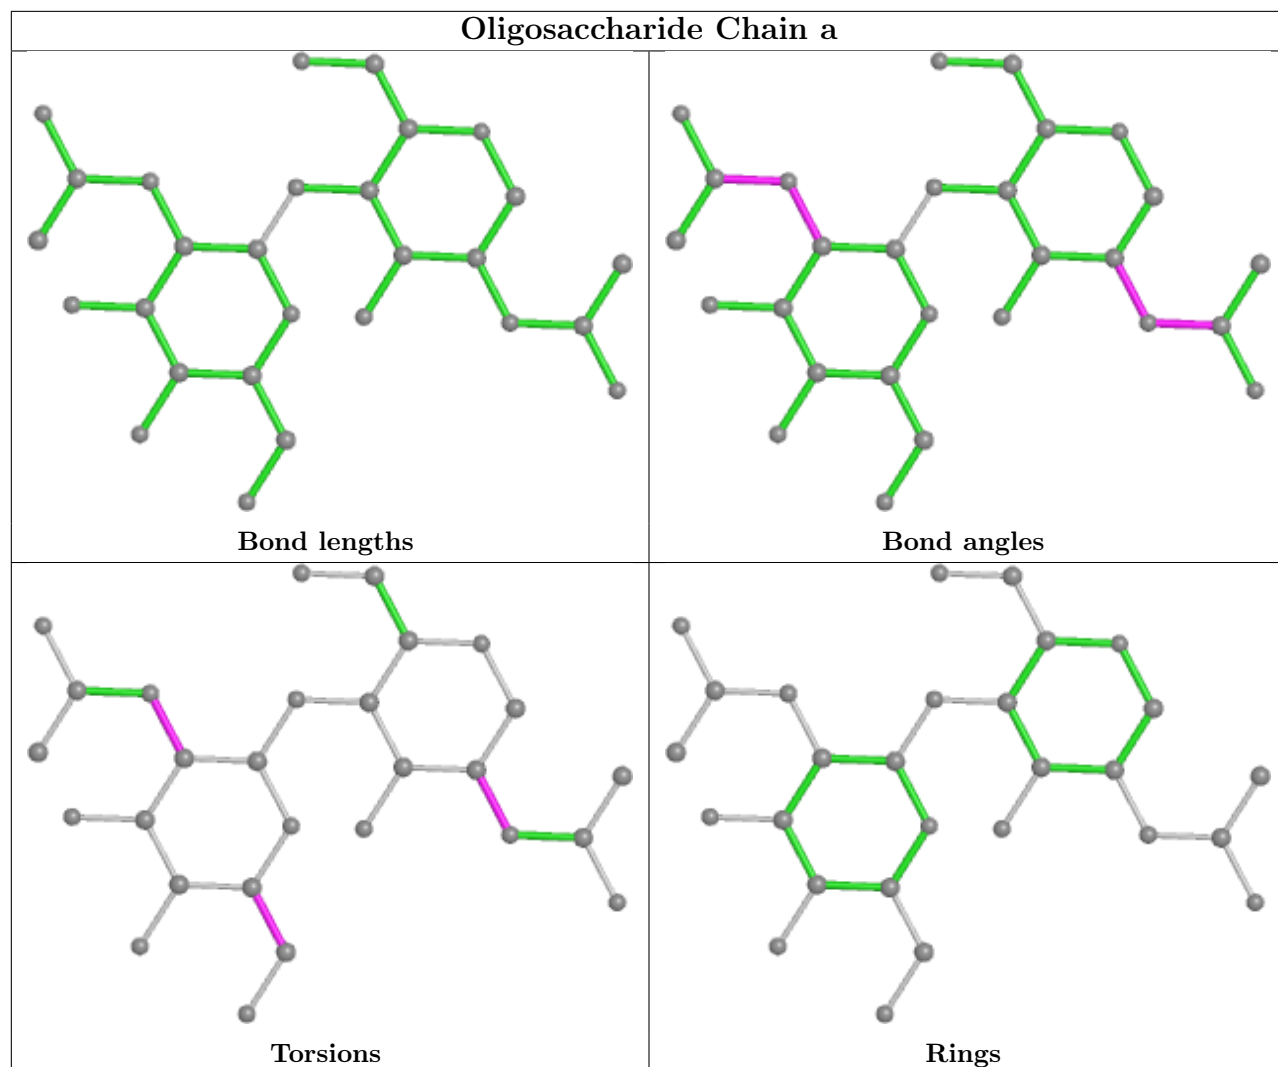 Oligosaccharide Chain a
Bond lengths
Bond angles
Torsions
Rings